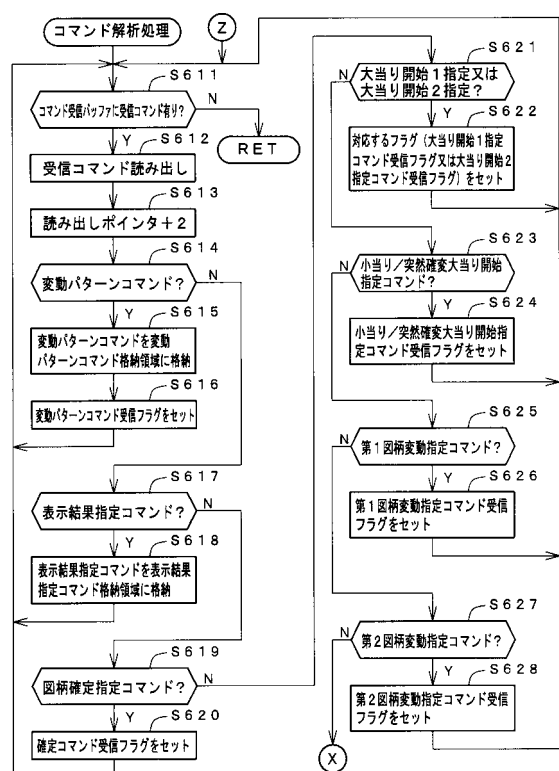 コマンド解析処理
Z
S611
コマンド受信バッファに受信コマンド有り?
N
Y
RET
S612
受信コマンド読み出し
S613
読み出しポインタ+2
S614
変動パターンコマンド?
N
Y
S615
変動パターンコマンドを変動
パターンコマンド格納領域に格納
S616
変動パターンコマンド受信フラグをセット
S617
表示結果指定コマンド?
N
Y
S618
表示結果指定コマンドを表示結果
指定コマンド格納領域に格納
S619
図柄確定指定コマンド?
N
Y
S620
確定コマンド受信フラグをセット
S621
N
大当り開始1指定又は
大当り開始2指定?
Y
S622
対応するフラグ(大当り開始1指定
コマンド受信フラグ又は大当り開始2
指定コマンド受信フラグ)をセット
S623
N
小当り/突然確変大当り開始
指定コマンド?
Y
S624
小当り/突然確変大当り開始指
定コマンド受信フラグをセット
S625
N
第1図柄変動指定コマンド?
Y
S626
第1図柄変動指定コマンド受信
フラグをセット
S627
N
第2図柄変動指定コマンド?
Y
S628
第2図柄変動指定コマンド受信
フラグをセット
X